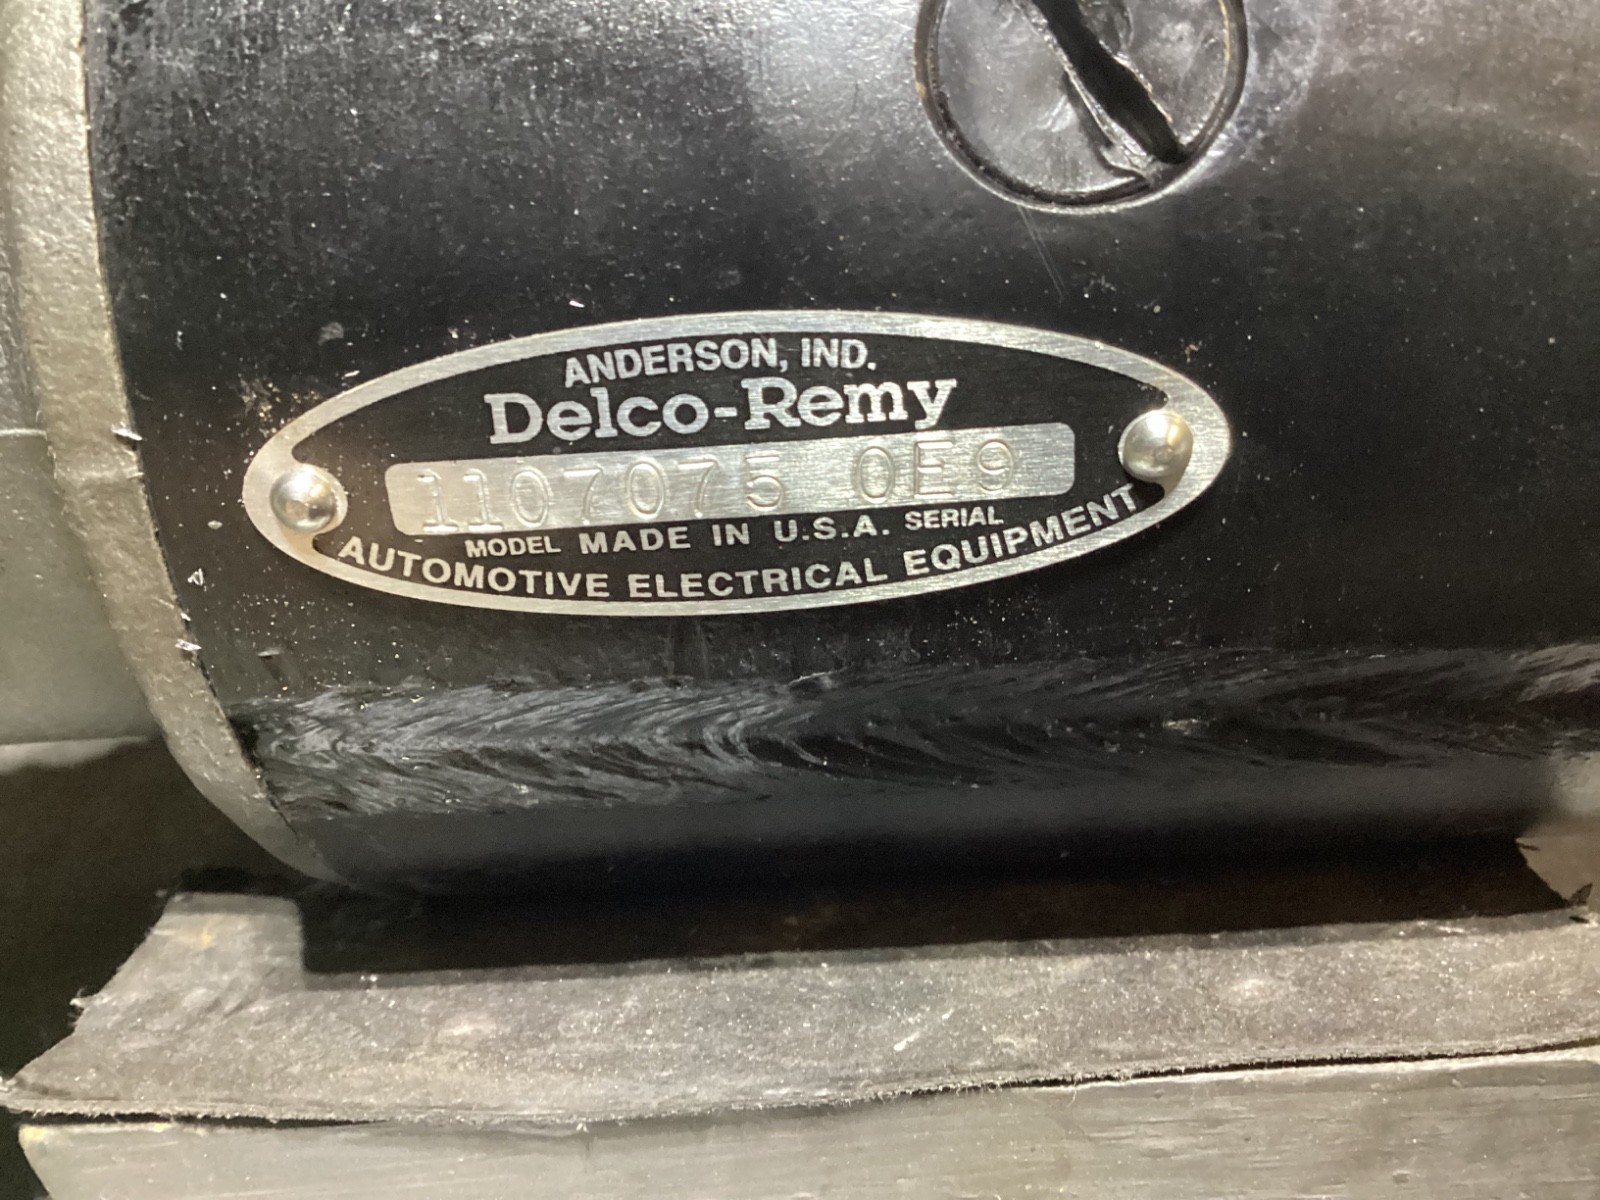 ANDERSON, IND.
Delco-Remy
1107075 0E9
MODEL MADE IN U.S.A. SERIAL
AUTOMOTIVE ELECTRICAL EQUIPMENT